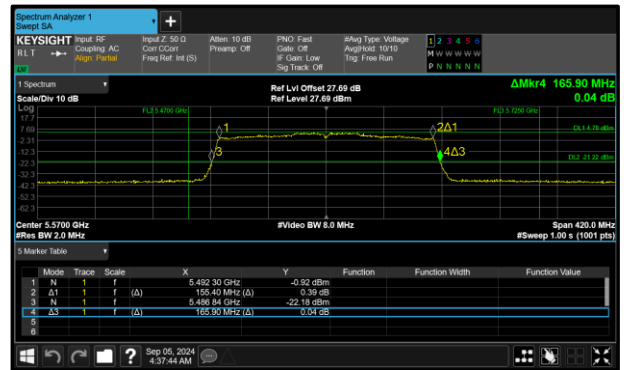 Spectrum Analyzer 1
Swept SA
+
KEYSIGHT Input: RF Input Z: 50 Ω Atten: 10 dB PNO: Fast #Avg Type: Voltage 1 2 3 4 5 6
RLT Coupling: AC Corr CCorr Preamp: Off Gate: Off Avg|Hold: 10/10 M W W W W W
Align: Partial Freq Ref: Int (S) IF Gain: Low Trig: Free Run
Sig Track: Off P N N N N N
LXI
1 Spectrum Ref Lvl Offset 27.69 dB ΔMkr4 165.90 MHz
Scale/Div 10 dB Ref Level 27.69 dBm 0.04 dB
Log FL2 5.4700 GHz FL3 5.7250 GHz
17.7
7.69 1 2Δ1 DL1 4.78 dBm
-2.31
-12.3 3 4Δ3
-22.3 DL2 -21.22 dBm
-32.3
-42.3
-52.3
-62.3
Center 5.5700 GHz #Video BW 8.0 MHz Span 420.0 MHz
#Res BW 2.0 MHz #Sweep 1.00 s (1001 pts)
5 Marker Table
Mode Trace Scale X Y Function Function Width Function Value
1 N 1 f 5.492 30 GHz -0.92 dBm
2 Δ1 1 f (Δ) 155.40 MHz (Δ) 0.39 dB
3 N 1 f 5.486 84 GHz -22.18 dBm
4 Δ3 1 f (Δ) 165.90 MHz (Δ) 0.04 dB
5
6
? Sep 05, 2024
4:37:44 AM